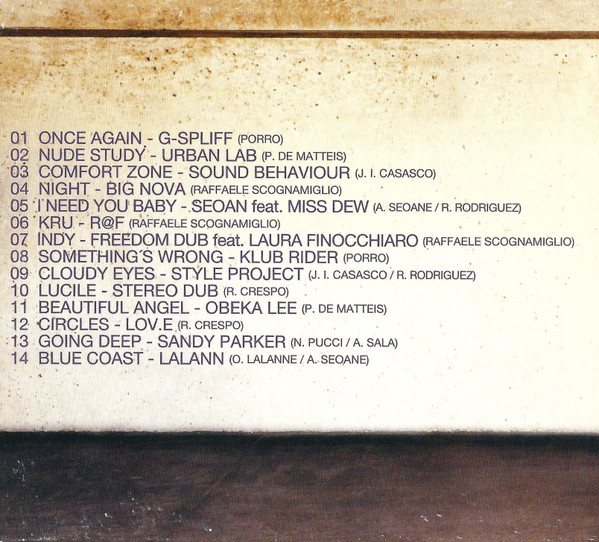 01 ONCE AGAIN - G-SPLIFF (PORRO)
02 NUDE STUDY - URBAN LAB (P. DE MATTEIS)
03 COMFORT ZONE - SOUND BEHAVIOUR (J. I. CASASCO)
04 NIGHT - BIG NOVA (RAFFAELE SCOGNAMIGLIO)
05 I NEED YOU BABY - SEOAN feat. MISS DEW (A. SEOANE / R. RODRIGUEZ)
06 KRU - R@F (RAFFAELE SCOGNAMIGLIO)
07 INDY - FREEDOM DUB feat. LAURA FINOCCHIARO (RAFFAELE SCOGNAMIGLIO)
08 SOMETHING´S WRONG - KLUB RIDER (PORRO)
09 CLOUDY EYES - STYLE PROJECT (J. I. CASASCO / R. RODRIGUEZ)
10 LUCILE - STEREO DUB (R. CRESPO)
11 BEAUTIFUL ANGEL - OBEKA LEE (P. DE MATTEIS)
12 CIRCLES - LOV.E (R. CRESPO)
13 GOING DEEP - SANDY PARKER (N. PUCCI / A. SALA)
14 BLUE COAST - LALANN (O. LALANNE / A. SEOANE)